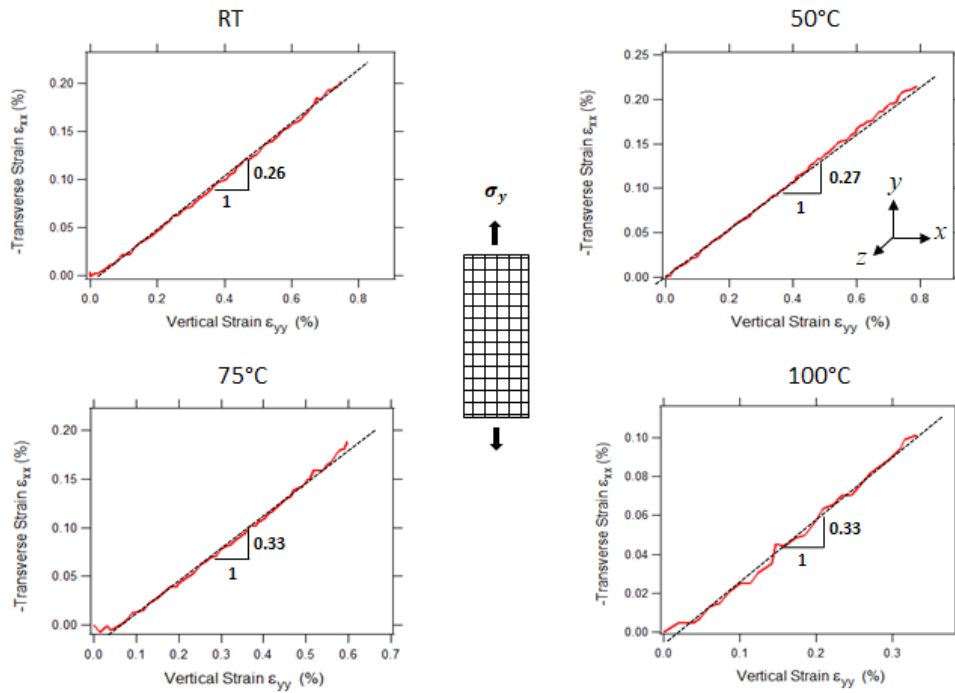 RT
-Transverse Strain εxx (%)
0.20
0.15
0.10
0.05
0.00
0.26
1
0.0 0.2 0.4 0.6 0.8
Vertical Strain εyy (%)
σy
50°C
-Transverse Strain εxx (%)
0.25
0.20
0.15
0.10
0.05
0.00
0.27
1
y
x
z
0.0 0.2 0.4 0.6 0.8
Vertical Strain εyy (%)
75°C
-Transverse Strain εxx (%)
0.20
0.15
0.10
0.05
0.00
0.33
1
0.0 0.1 0.2 0.3 0.4 0.5 0.6 0.7
Vertical Strain εyy (%)
100°C
-Transverse Strain εxx (%)
0.10
0.08
0.06
0.04
0.02
0.00
0.33
1
0.0 0.1 0.2 0.3
Vertical Strain εyy (%)